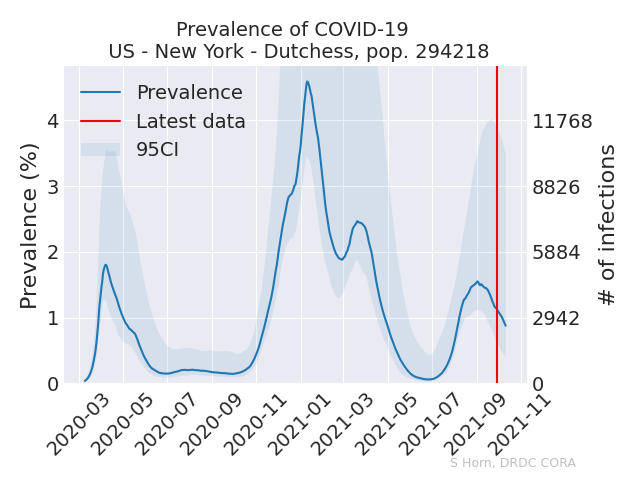 Prevalence of COVID-19
US - New York - Dutchess, pop. 294218
Prevalence
Latest data
95CI
Prevalence (%)
4
3
2
1
0
11768
8826
5884
2942
0
# of infections
2020-03
2020-05
2020-07
2020-09
2020-11
2021-01
2021-03
2021-05
2021-07
2021-09
2021-11
S Horn, DRDC CORA